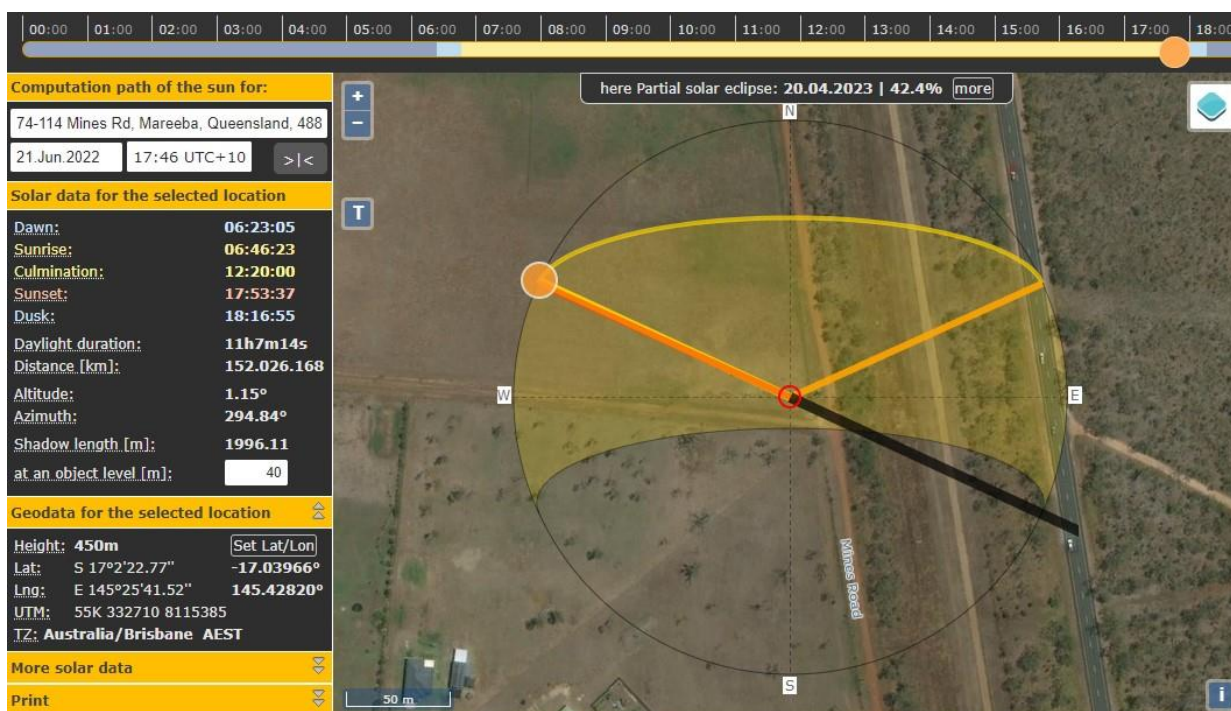 00:00 01:00 02:00 03:00 04:00 05:00 06:00 07:00 08:00 09:00 10:00 11:00 12:00 13:00 14:00 15:00 16:00 17:00 18:00
Computation path of the sun for:
74-114 Mines Rd, Mareeba, Queensland, 488
21.Jun.2022 17:46 UTC+10 >|<
Solar data for the selected location
Dawn: 06:23:05
Sunrise: 06:46:23
Culmination: 12:20:00
Sunset: 17:53:37
Dusk: 18:16:55
Daylight duration: 11h7m14s
Distance [km]: 152.026.168
Altitude: 1.15°
Azimuth: 294.84°
Shadow length [m]: 1996.11
at an object level [m]: 40
Geodata for the selected location
Height: 450m Set Lat/Lon
Lat: S 17°2'22.77'' -17.03966°
Lng: E 145°25'41.52'' 145.42820°
UTM: 55K 332710 8115385
TZ: Australia/Brisbane AEST
More solar data
Print
+
−
T
here Partial solar eclipse: 20.04.2023 | 42.4% more
N
W
E
S
Mines Road
50 m
i